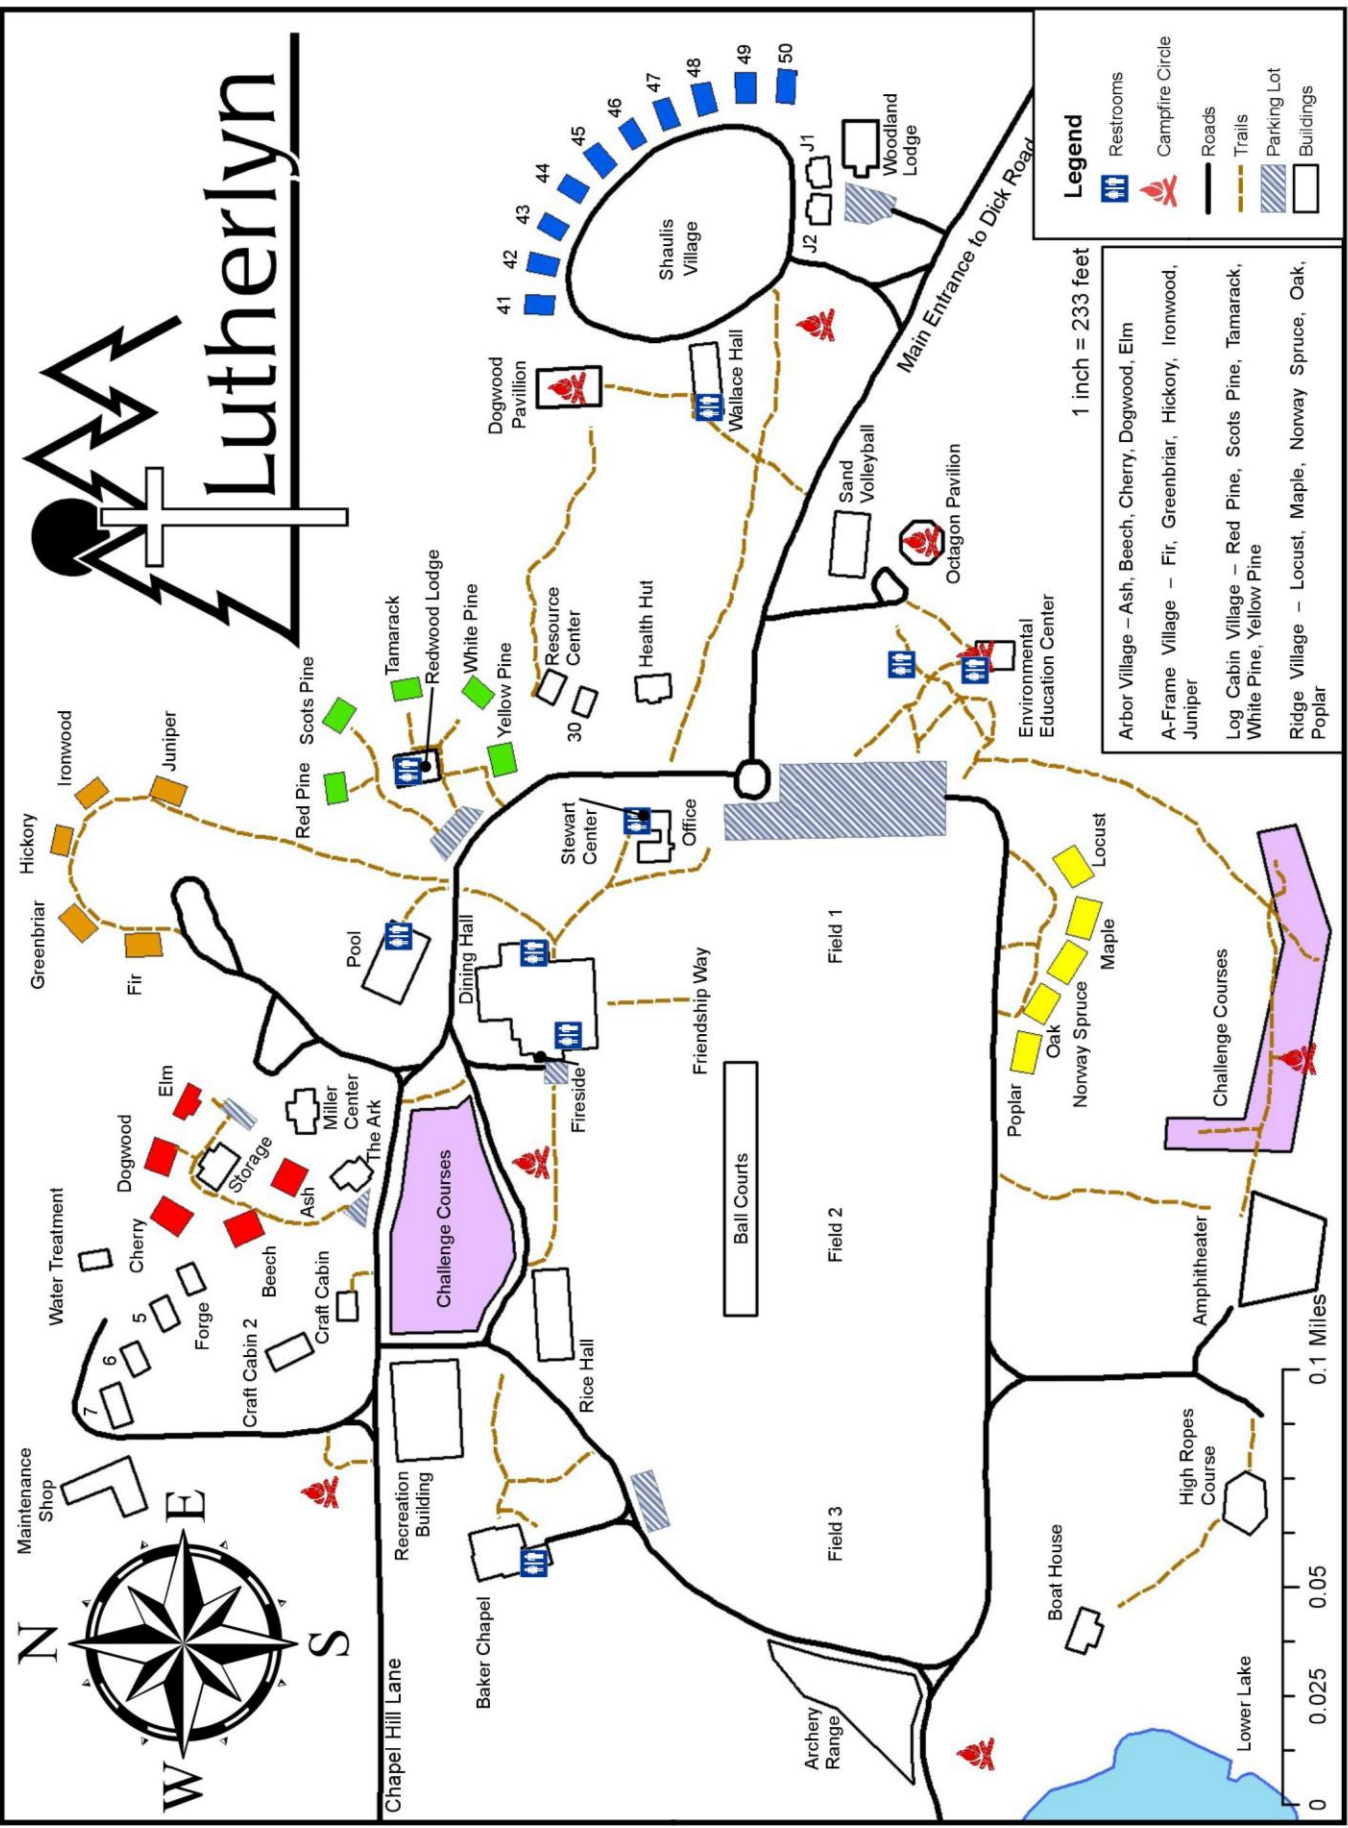 Lutherlyn
N
E
S
W
Maintenance
Shop
Water Treatment
7
6
5
Forge
Cherry
Dogwood
Elm
Storage
Ash
Beech
Miller
Center
The Ark
Craft Cabin
Craft Cabin 2
Greenbriar
Hickory
Ironwood
Juniper
Fir
Red Pine
Scots Pine
Tamarack
Redwood Lodge
White Pine
Yellow Pine
Resource
Center
30
Health Hut
Dogwood
Pavillion
41
42
43
44
45
46
47
48
49
50
Shaulis
Village
J1
J2
Woodland
Lodge
Wallace Hall
Main Entrance to Dick Road
Sand
Volleyball
Octagon Pavilion
Environmental
Education Center
Pool
Dining Hall
Stewart
Center
Office
Fireside
Friendship Way
Challenge Courses
Rice Hall
Recreation
Building
Baker Chapel
Chapel Hill Lane
Ball Courts
Field 1
Field 2
Field 3
Archery
Range
Locust
Maple
Norway Spruce
Oak
Poplar
Challenge Courses
Amphitheater
High Ropes
Course
Boat House
Lower Lake
0
0.025
0.05
0.1 Miles
1 inch = 233 feet
Legend
Restrooms
Campfire Circle
Roads
Trails
Parking Lot
Buildings
Arbor Village – Ash, Beech, Cherry, Dogwood, Elm
A-Frame Village – Fir, Greenbriar, Hickory, Ironwood,
Juniper
Log Cabin Village – Red Pine, Scots Pine, Tamarack,
White Pine, Yellow Pine
Ridge Village – Locust, Maple, Norway Spruce, Oak,
Poplar